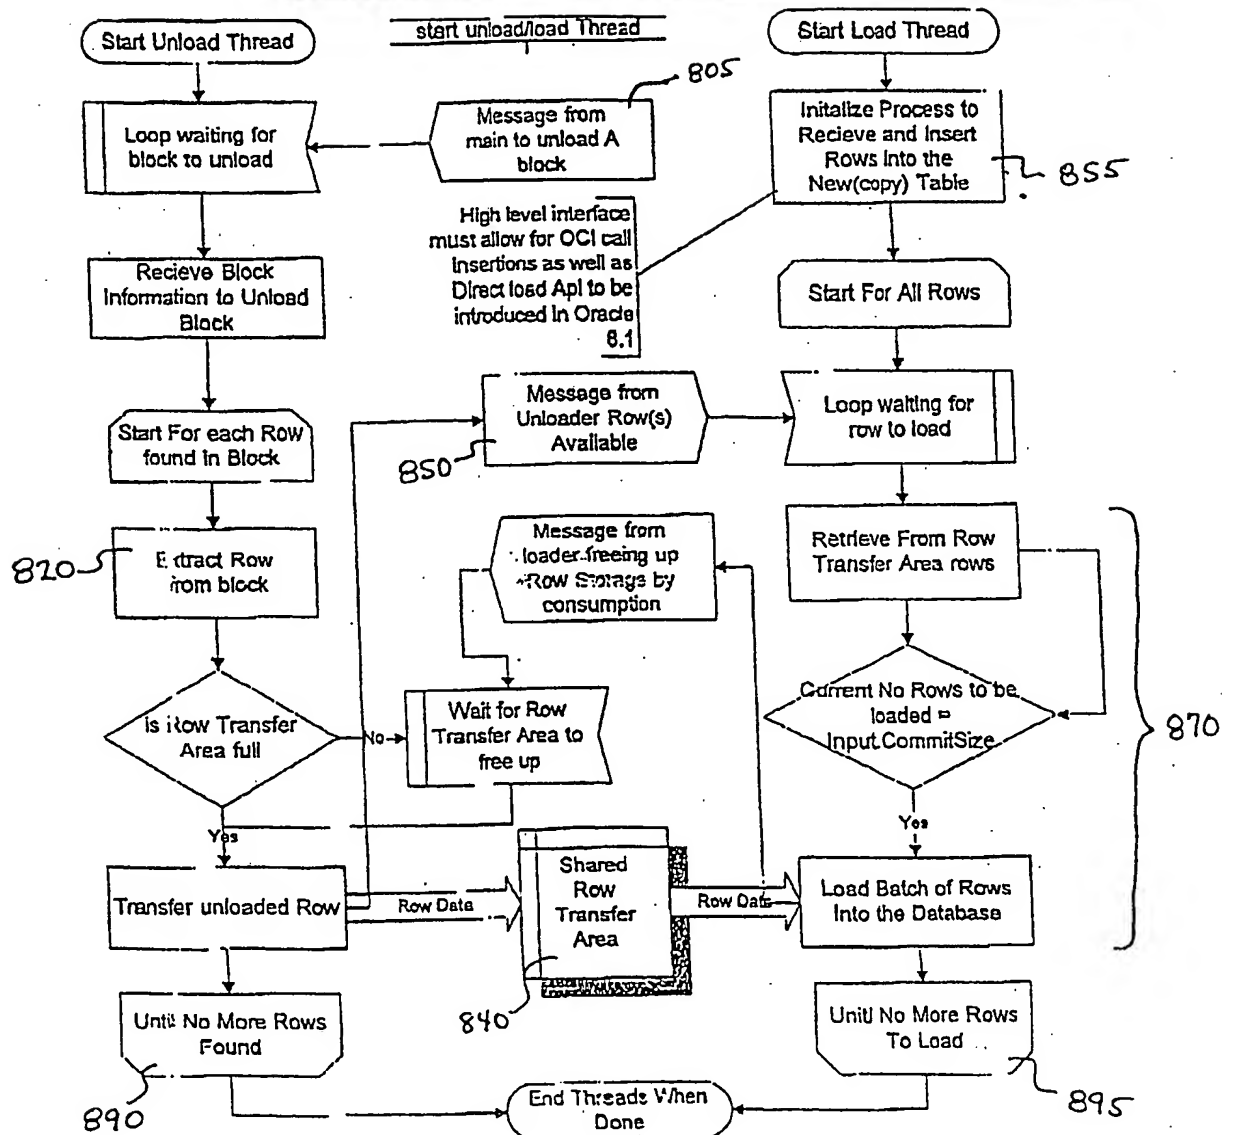 Start Unload Thread
start unload/load Thread
Start Load Thread
805
Loop waiting for
block to unload
Message from
main to unload A
block
Initalize Process to
Recieve and Insert
Rows Into the
New(copy) Table
855
High level interface
must allow for OCI call
Insertions as well as
Direct load Api to be
introduced in Oracle
8.1
Recieve Block
Information to Unload
Block
Start For All Rows
Start For each Row
found in Block
Message from
Unloader Row(s)
Available
850
Loop waiting for
row to load
820
Extract Row
from block
Message from
loader freeing up
Row Storage by
consumption
Retrieve From Row
Transfer Area rows
Is Row Transfer
Area full
No
Wait for Row
Transfer Area to
free up
Current No Rows to be
loaded =
Input.CommitSize
870
Yes
Yes
Transfer unloaded Row
Row Data
Shared
Row
Transfer
Area
Row Data
Load Batch of Rows
Into the Database
840
Until No More Rows
Found
Until No More Rows
To Load
890
895
End Threads When
Done